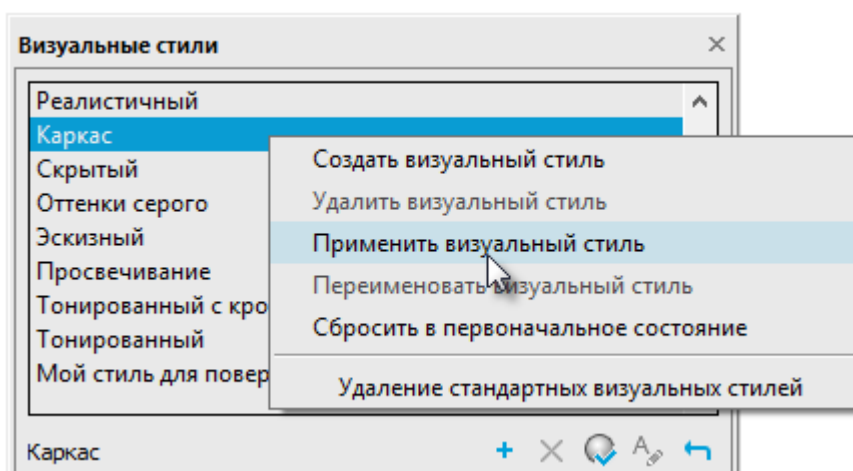 Визуальные стили
Реалистичный
Каркас
Скрытый
Оттенки серого
Эскизный
Просвечивание
Тонированный с кро
Тонированный
Мой стиль для повер
Создать визуальный стиль
Удалить визуальный стиль
Применить визуальный стиль
Переименовать визуальный стиль
Сбросить в первоначальное состояние
Удаление стандартных визуальных стилей
Каркас